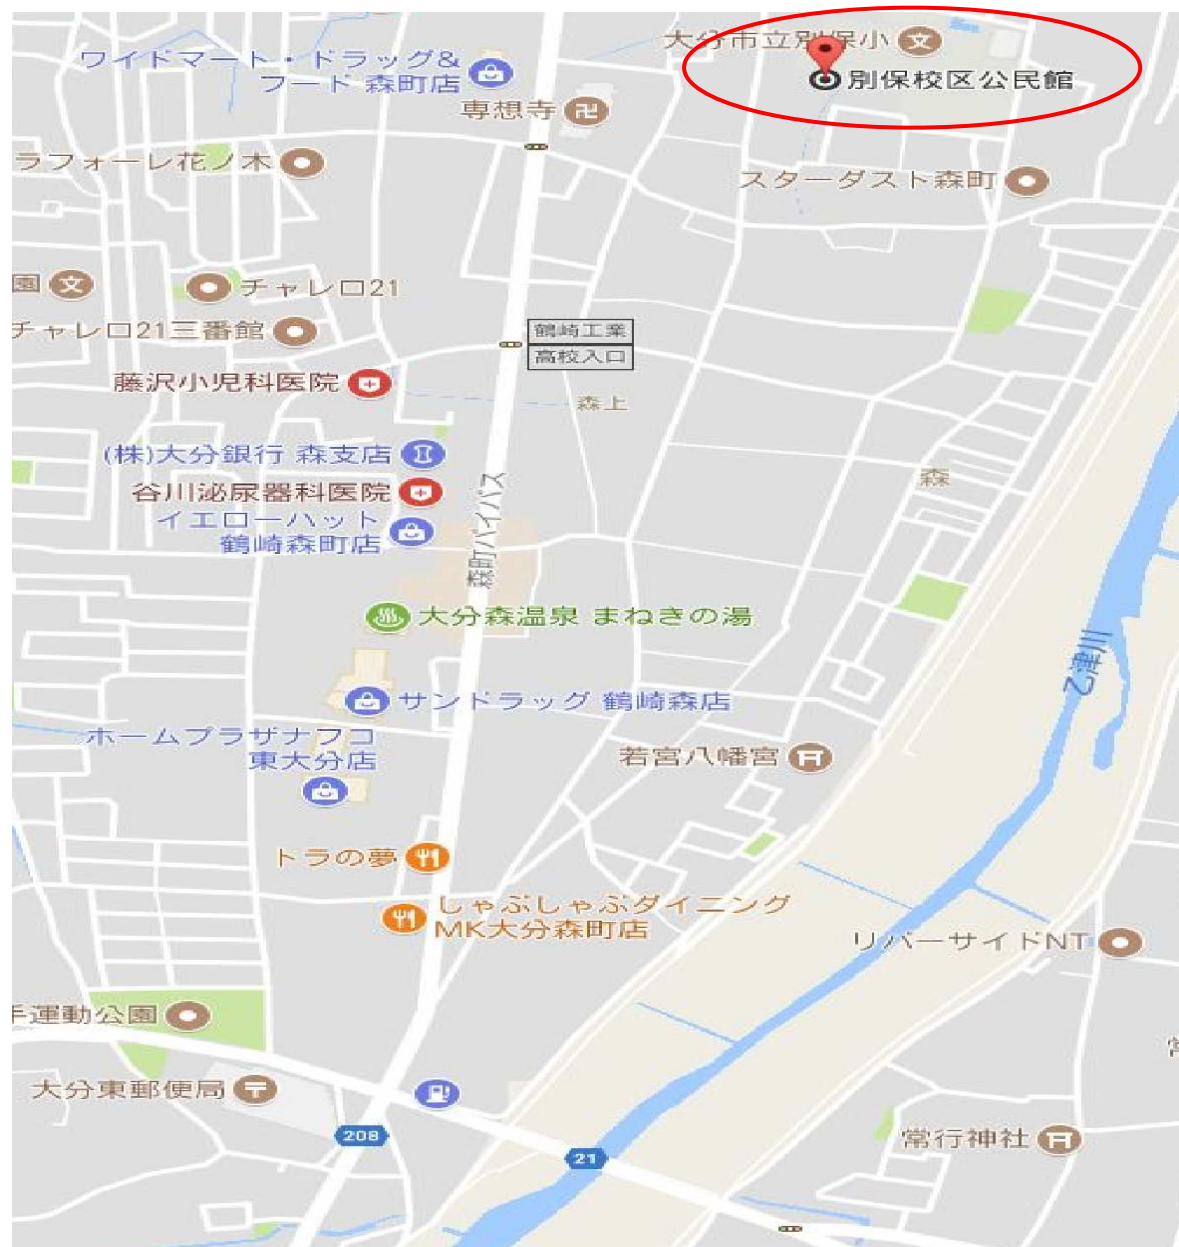 大分市立別保小
ワイドマート・ドラッグ&
フード 森町店
別保校区公民館
専想寺
ラフォーレ花ノ木
スターダスト森町
園
チャレロ21
チャレロ21三番館
鶴崎工業
高校入口
藤沢小児科医院
森上
(株)大分銀行 森支店
森
谷川泌尿器科医院
イエローハット
鶴崎森町店
森町バイパス
大分森温泉 まねきの湯
乙津川
サンドラッグ 鶴崎森店
ホームプラザナフコ
東大分店
若宮八幡宮
トラの夢
しゃぶしゃぶダイニング
MK大分森町店
リバーサイドNT
手運動公園
大分東郵便局
208
常行神社
21